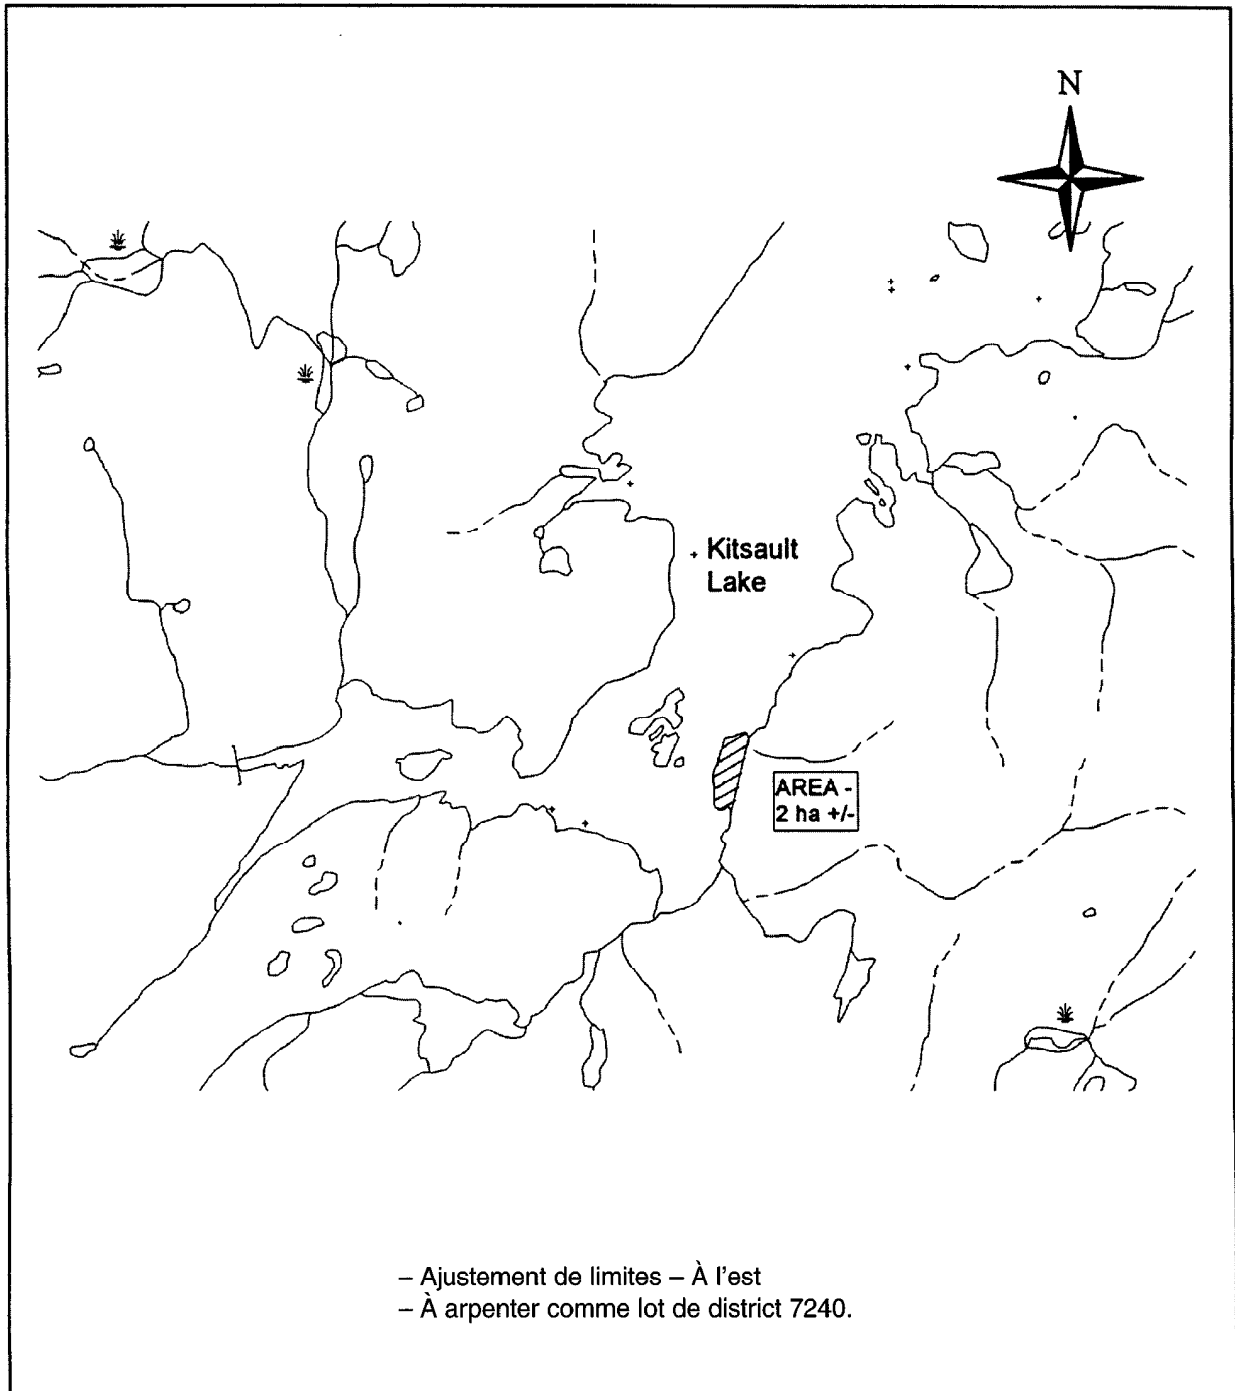 N
Kitsault
Lake
AREA -
2 ha +/-
– Ajustement de limites – À l'est
– À arpenter comme lot de district 7240.